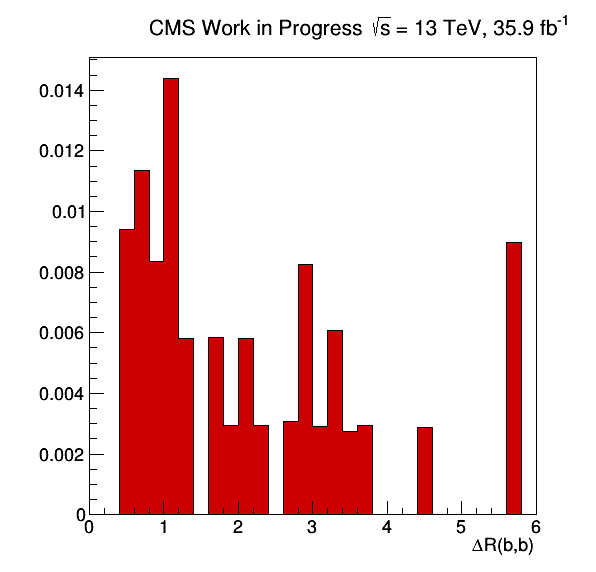 CMS Work in Progress √s = 13 TeV, 35.9 fb⁻¹
0.014
0.012
0.01
0.008
0.006
0.004
0.002
0
0 1 2 3 4 5 6
ΔR(b,b)